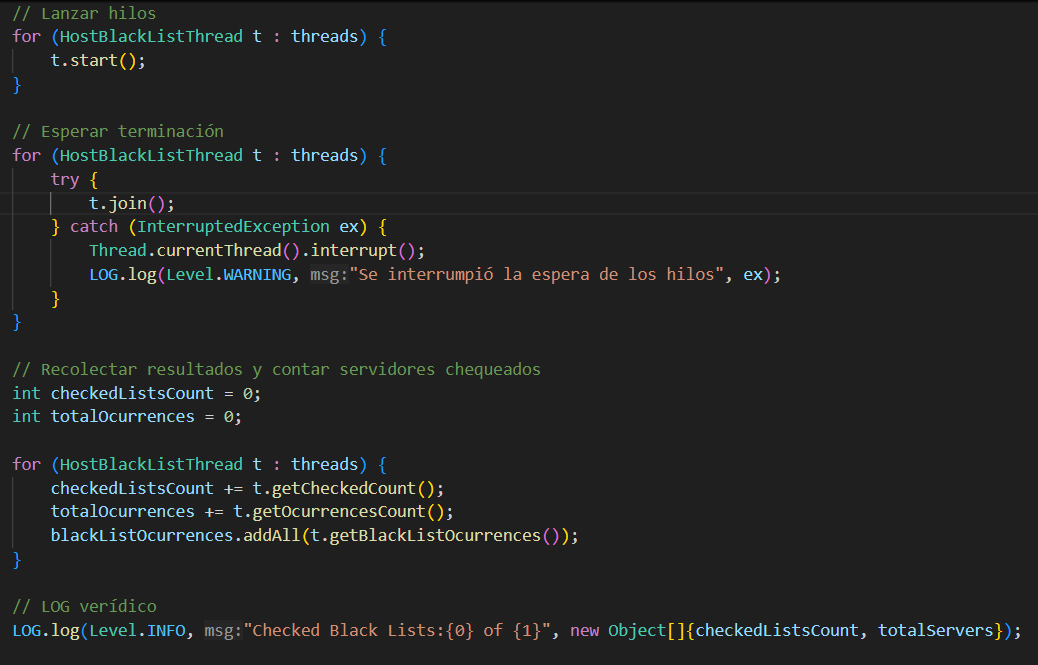 // Lanzar hilos
for (HostBlackListThread t : threads) {
    t.start();
}
// Esperar terminación
for (HostBlackListThread t : threads) {
    try {
        t.join();
    } catch (InterruptedException ex) {
        Thread.currentThread().interrupt();
        LOG.log(Level.WARNING, msg:"Se interrumpió la espera de los hilos", ex);
    }
}
// Recolectar resultados y contar servidores chequeados
int checkedListsCount = 0;
int totalOcurrences = 0;
for (HostBlackListThread t : threads) {
    checkedListsCount += t.getCheckedCount();
    totalOcurrences += t.getOcurrencesCount();
    blackListOcurrences.addAll(t.getBlackListOcurrences());
}
// LOG verídico
LOG.log(Level.INFO, msg:"Checked Black Lists:{0} of {1}", new Object[]{checkedListsCount, totalServers});